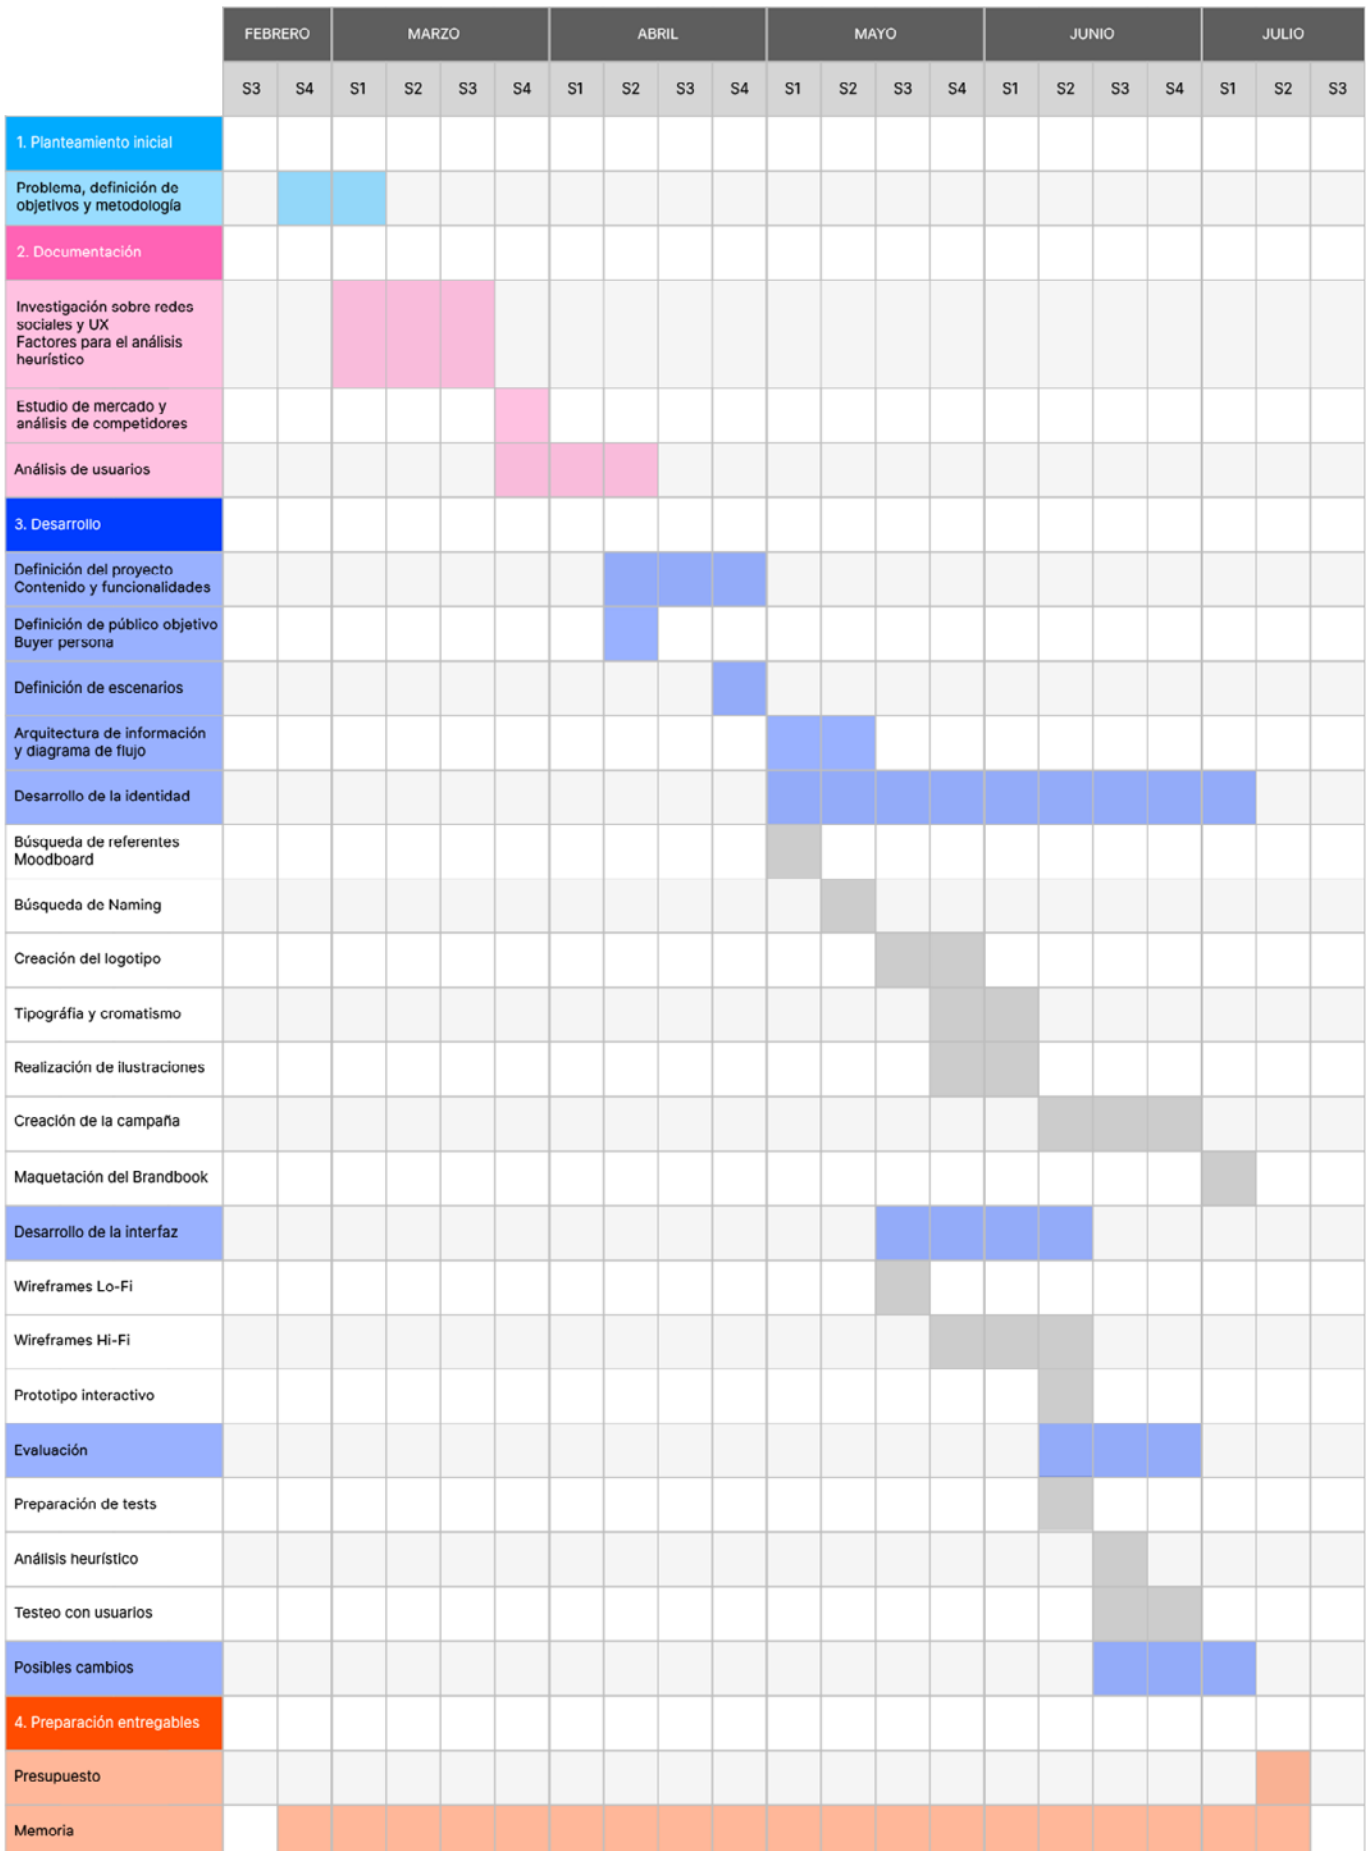 FEBRERO MARZO ABRIL MAYO JUNIO JULIO
S3 S4 S1 S2 S3 S4 S1 S2 S3 S4 S1 S2 S3 S4 S1 S2 S3 S4 S1 S2 S3
1. Planteamiento inicial
Problema, definición de
objetivos y metodología
2. Documentación
Investigación sobre redes
sociales y UX
Factores para el análisis
heurístico
Estudio de mercado y
análisis de competidores
Análisis de usuarios
3. Desarrollo
Definición del proyecto
Contenido y funcionalidades
Definición de público objetivo
Buyer persona
Definición de escenarios
Arquitectura de información
y diagrama de flujo
Desarrollo de la identidad
Búsqueda de referentes
Moodboard
Búsqueda de Naming
Creación del logotipo
Tipográfia y cromatismo
Realización de ilustraciones
Creación de la campaña
Maquetación del Brandbook
Desarrollo de la interfaz
Wireframes Lo-Fi
Wireframes Hi-Fi
Prototipo interactivo
Evaluación
Preparación de tests
Análisis heurístico
Testeo con usuarios
Posibles cambios
4. Preparación entregables
Presupuesto
Memoria